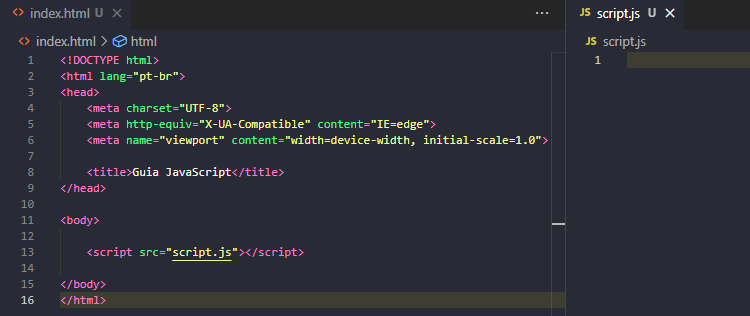 index.html U
index.html > html
1 <!DOCTYPE html>
2 <html lang="pt-br">
3 <head>
4     <meta charset="UTF-8">
5     <meta http-equiv="X-UA-Compatible" content="IE=edge">
6     <meta name="viewport" content="width=device-width, initial-scale=1.0">
7
8     <title>Guia JavaScript</title>
9 </head>
10
11 <body>
12
13     <script src="script.js"></script>
14
15 </body>
16 </html>
JS script.js U
JS script.js
1